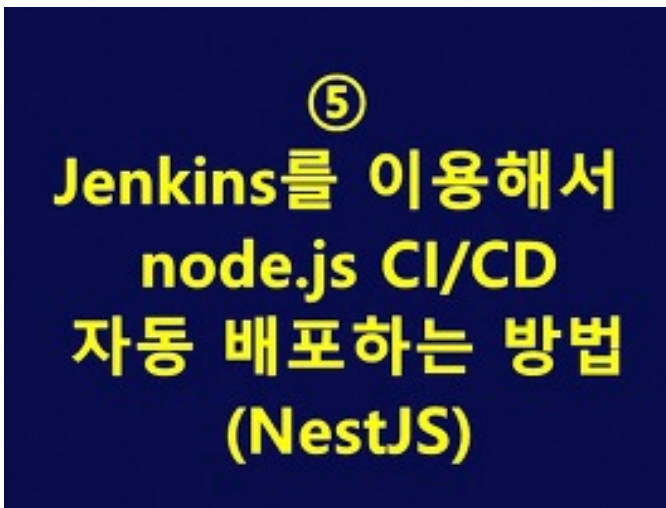 ⑤
Jenkins를 이용해서
node.js CI/CD
자동 배포하는 방법
(NestJS)